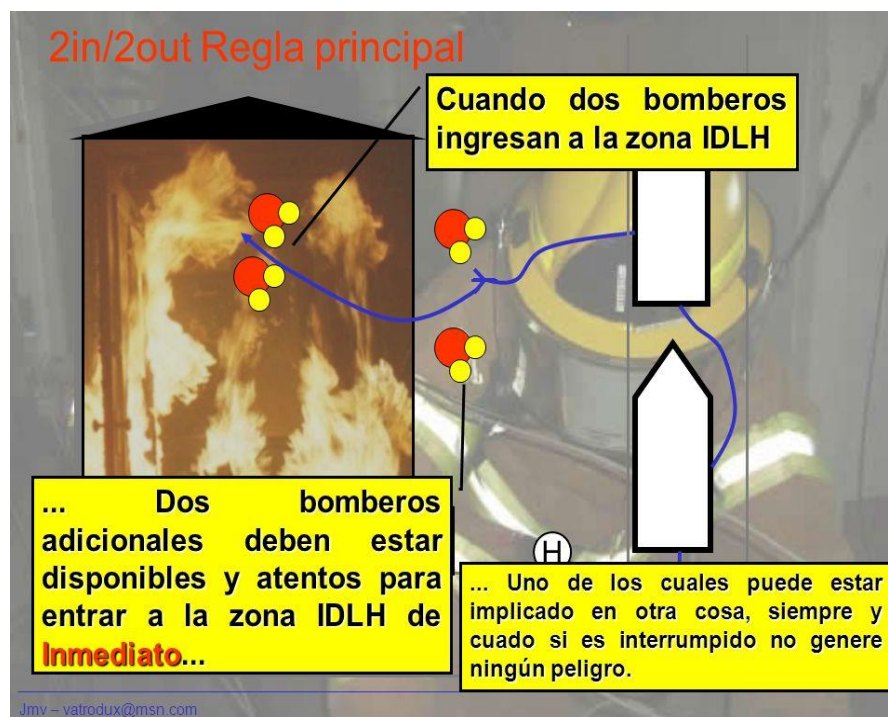 2in/2out Regla principal
Cuando dos bomberos
ingresan a la zona IDLH
... Dos bomberos
adicionales deben estar
disponibles y atentos para
entrar a la zona IDLH de
Inmediato...
H
... Uno de los cuales puede estar
implicado en otra cosa, siempre y
cuado si es interrumpido no genere
ningún peligro.
Jmv – vatrodux@msn.com